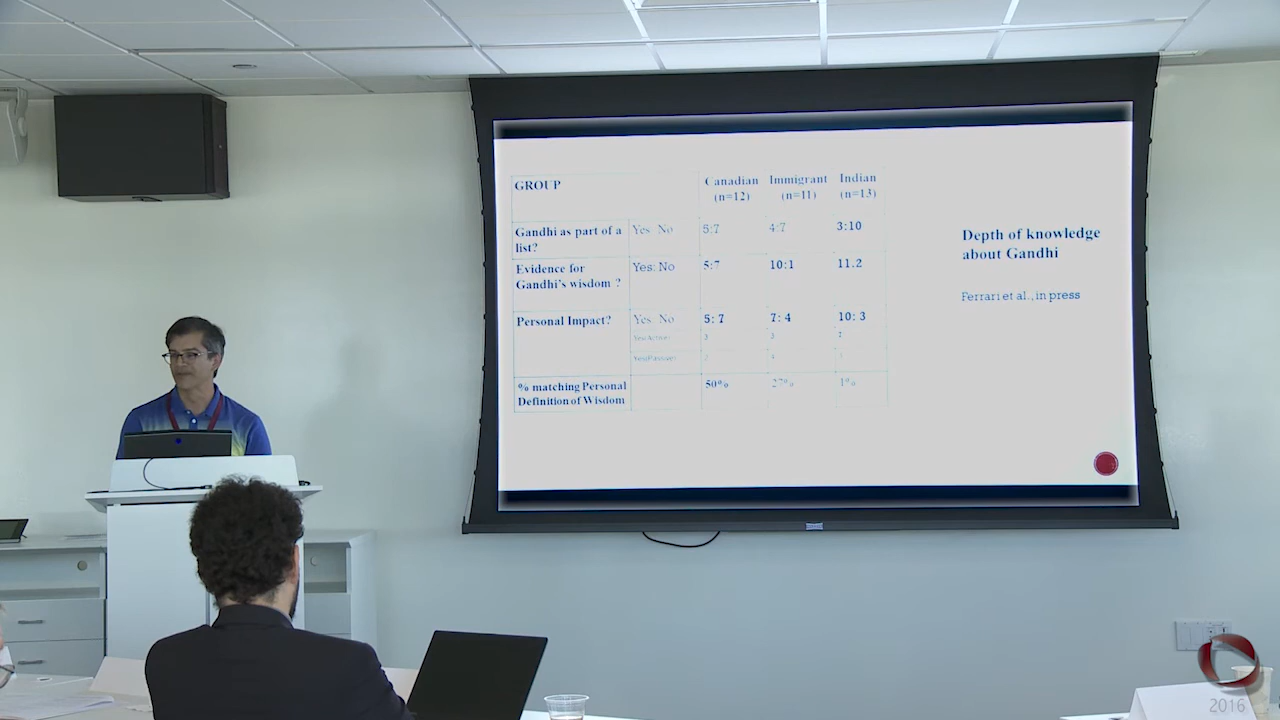 GROUP Canadian Immigrant Indian
(n=12) (n=11) (n=13)
Gandhi as part of a Yes No 5:7 4:7 3:10
list?
Evidence for Yes: No 5:7 10:1 11.2
Gandhi's wisdom ?
Personal Impact? Yes No 5: 7 7: 4 10: 3
% matching Personal 50% 27% 1%
Definition of Wisdom
Depth of knowledge
about Gandhi
Ferrari et al., in press
2016